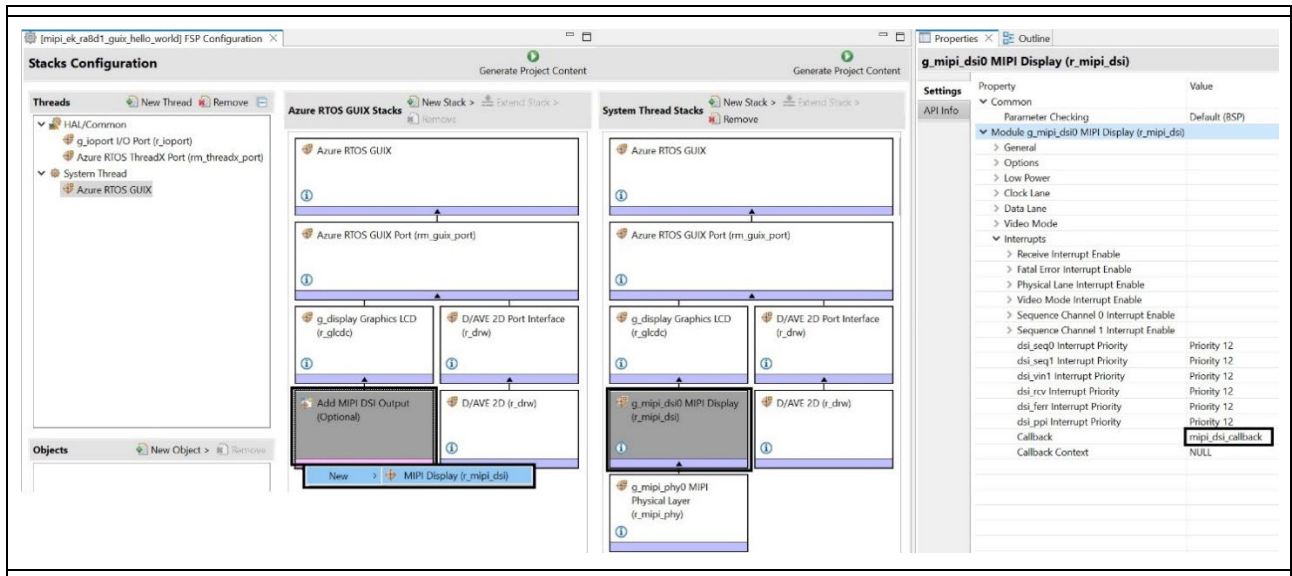 [mipi_ek_ra8d1_guix_hello_world] FSP Configuration
Stacks Configuration
Generate Project Content
Threads
New Thread
Remove
HAL/Common
g_ioport I/O Port (r_ioport)
Azure RTOS ThreadX Port (rm_threadx_port)
System Thread
Azure RTOS GUIX
Objects
New Object >
Remove
Azure RTOS GUIX Stacks
New Stack >
Extend Stack >
Remove
Azure RTOS GUIX
Azure RTOS GUIX Port (rm_guix_port)
g_display Graphics LCD
(r_glcdc)
D/AVE 2D Port Interface
(r_drw)
Add MIPI DSI Output
(Optional)
D/AVE 2D (r_drw)
New >
MIPI Display (r_mipi_dsi)
Generate Project Content
System Thread Stacks
New Stack >
Extend Stack >
Remove
Azure RTOS GUIX
Azure RTOS GUIX Port (rm_guix_port)
g_display Graphics LCD
(r_glcdc)
D/AVE 2D Port Interface
(r_drw)
g_mipi_dsi0 MIPI Display
(r_mipi_dsi)
D/AVE 2D (r_drw)
g_mipi_phy0 MIPI
Physical Layer
(r_mipi_phy)
Properties
Outline
g_mipi_dsi0 MIPI Display (r_mipi_dsi)
Settings
API Info
Property Value
Common
Parameter Checking Default (BSP)
Module g_mipi_dsi0 MIPI Display (r_mipi_dsi)
General
Options
Low Power
Clock Lane
Data Lane
Video Mode
Interrupts
Receive Interrupt Enable
Fatal Error Interrupt Enable
Physical Lane Interrupt Enable
Video Mode Interrupt Enable
Sequence Channel 0 Interrupt Enable
Sequence Channel 1 Interrupt Enable
dsi_seq0 Interrupt Priority Priority 12
dsi_seq1 Interrupt Priority Priority 12
dsi_vin1 Interrupt Priority Priority 12
dsi_rcv Interrupt Priority Priority 12
dsi_ferr Interrupt Priority Priority 12
dsi_ppi Interrupt Priority Priority 12
Callback mipi_dsi_callback
Callback Context NULL